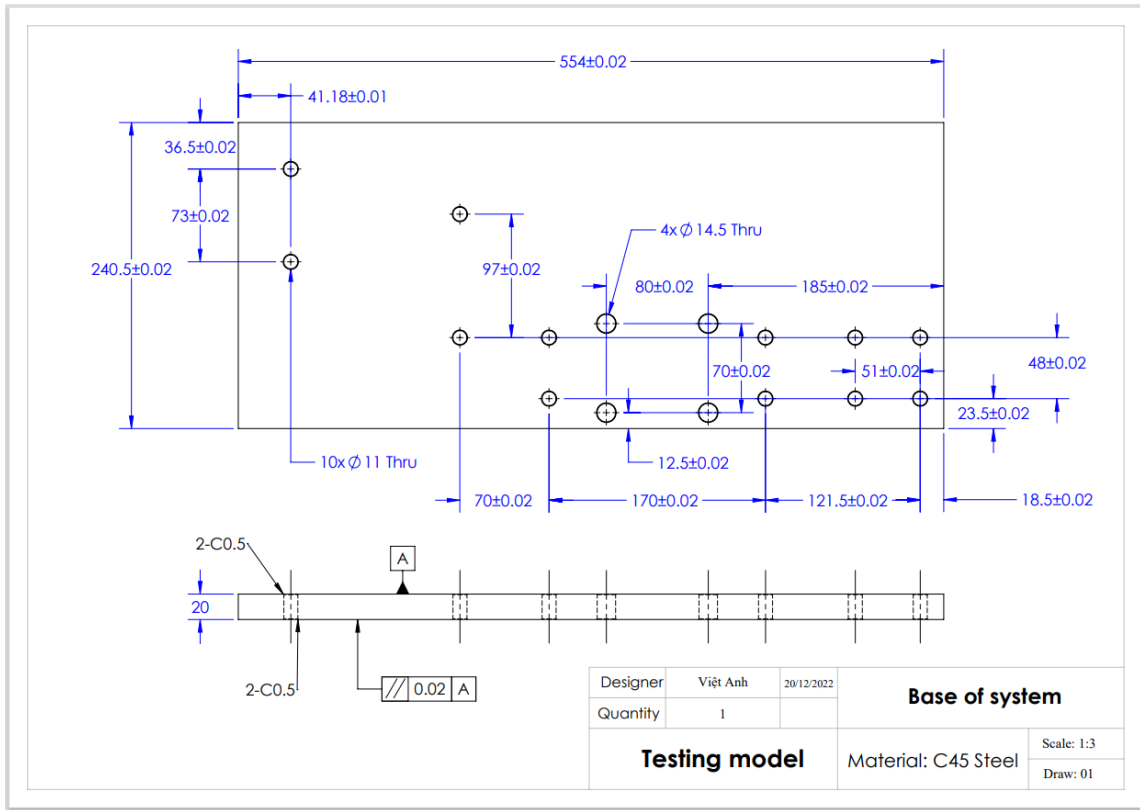 554±0.02
41.18±0.01
36.5±0.02
73±0.02
240.5±0.02
97±0.02
4x Ø 14.5 Thru
80±0.02
185±0.02
70±0.02
51±0.02
48±0.02
23.5±0.02
10x Ø 11 Thru
12.5±0.02
70±0.02
170±0.02
121.5±0.02
18.5±0.02
2-C0.5
A
20
2-C0.5
// 0.02 A
Designer Việt Anh 20/12/2022
Quantity 1
Base of system
Testing model
Material: C45 Steel
Scale: 1:3
Draw: 01